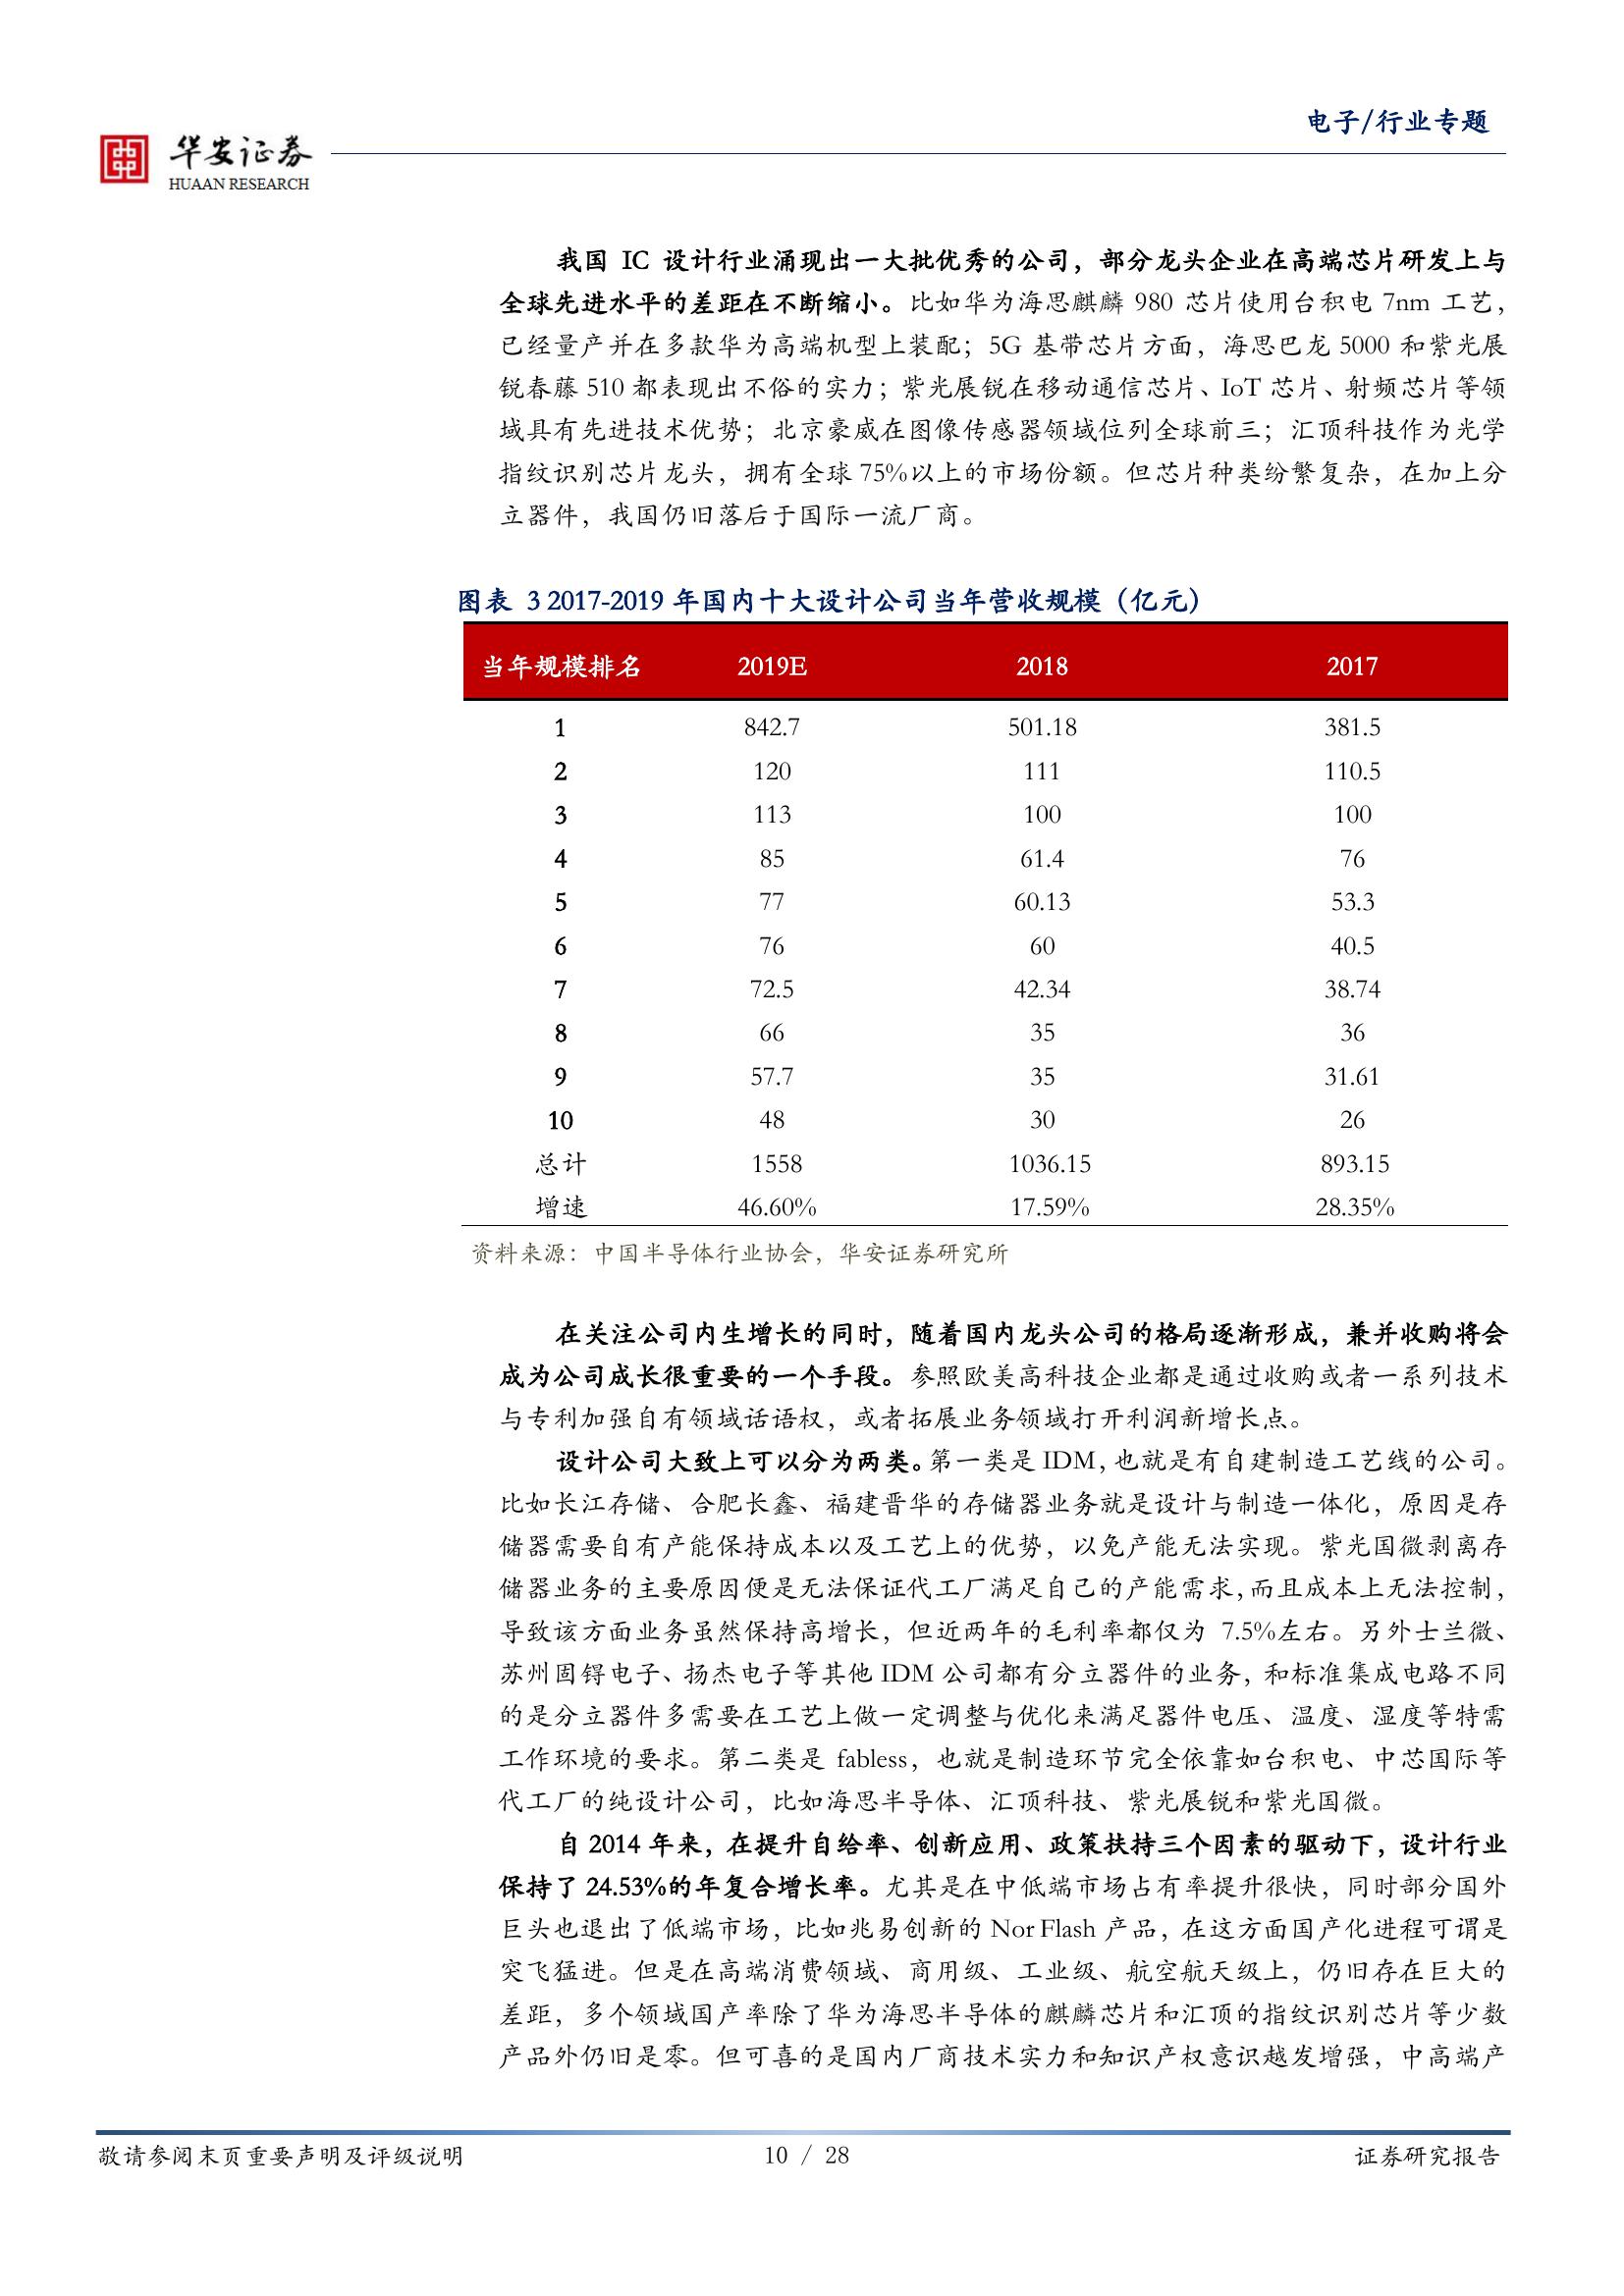 电子/行业专题
华安证券
HUAAN RESEARCH
我国 IC 设计行业涌现出一大批优秀的公司，部分龙头企业在高端芯片研发上与
全球先进水平的差距在不断缩小。比如华为海思麒麟 980 芯片使用台积电 7nm 工艺，
已经量产并在多款华为高端机型上装配；5G 基带芯片方面，海思巴龙 5000 和紫光展
锐春藤 510 都表现出不俗的实力；紫光展锐在移动通信芯片、IoT 芯片、射频芯片等领
域具有先进技术优势；北京豪威在图像传感器领域位列全球前三；汇顶科技作为光学
指纹识别芯片龙头，拥有全球 75%以上的市场份额。但芯片种类纷繁复杂，在加上分
立器件，我国仍旧落后于国际一流厂商。
图表 3 2017-2019 年国内十大设计公司当年营收规模（亿元）
当年规模排名 2019E 2018 2017
1 842.7 501.18 381.5
2 120 111 110.5
3 113 100 100
4 85 61.4 76
5 77 60.13 53.3
6 76 60 40.5
7 72.5 42.34 38.74
8 66 35 36
9 57.7 35 31.61
10 48 30 26
总计 1558 1036.15 893.15
增速 46.60% 17.59% 28.35%
资料来源：中国半导体行业协会，华安证券研究所
在关注公司内生增长的同时，随着国内龙头公司的格局逐渐形成，兼并收购将会
成为公司成长很重要的一个手段。参照欧美高科技企业都是通过收购或者一系列技术
与专利加强自有领域话语权，或者拓展业务领域打开利润新增长点。
设计公司大致上可以分为两类。第一类是 IDM，也就是有自建制造工艺线的公司。
比如长江存储、合肥长鑫、福建晋华的存储器业务就是设计与制造一体化，原因是存
储器需要自有产能保持成本以及工艺上的优势，以免产能无法实现。紫光国微剥离存
储器业务的主要原因便是无法保证代工厂满足自己的产能需求，而且成本上无法控制，
导致该方面业务虽然保持高增长，但近两年的毛利率都仅为 7.5%左右。另外士兰微、
苏州固锝电子、扬杰电子等其他 IDM 公司都有分立器件的业务，和标准集成电路不同
的是分立器件多需要在工艺上做一定调整与优化来满足器件电压、温度、湿度等特需
工作环境的要求。第二类是 fabless，也就是制造环节完全依靠如台积电、中芯国际等
代工厂的纯设计公司，比如海思半导体、汇顶科技、紫光展锐和紫光国微。
自 2014 年来，在提升自给率、创新应用、政策扶持三个因素的驱动下，设计行业
保持了 24.53%的年复合增长率。尤其是在中低端市场占有率提升很快，同时部分国外
巨头也退出了低端市场，比如兆易创新的 Nor Flash 产品，在这方面国产化进程可谓是
突飞猛进。但是在高端消费领域、商用级、工业级、航空航天级上，仍旧存在巨大的
差距，多个领域国产率除了华为海思半导体的麒麟芯片和汇顶的指纹识别芯片等少数
产品外仍旧是零。但可喜的是国内厂商技术实力和知识产权意识越发增强，中高端产
敬请参阅末页重要声明及评级说明 10 / 28 证券研究报告